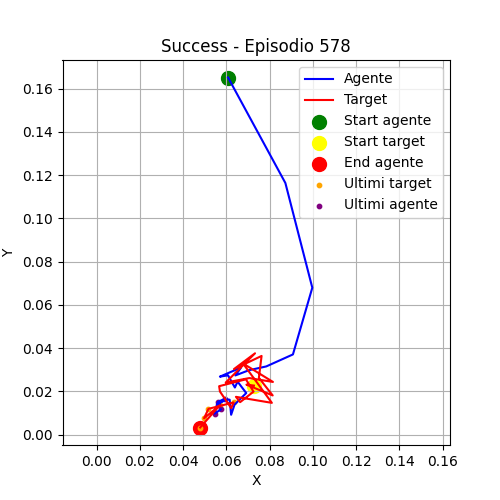 Success - Episodio 578
Agente
Target
Start agente
Start target
End agente
Ultimi target
Ultimi agente
0.16
0.14
0.12
0.10
0.08
0.06
0.04
0.02
0.00
Y
0.00 0.02 0.04 0.06 0.08 0.10 0.12 0.14 0.16
X